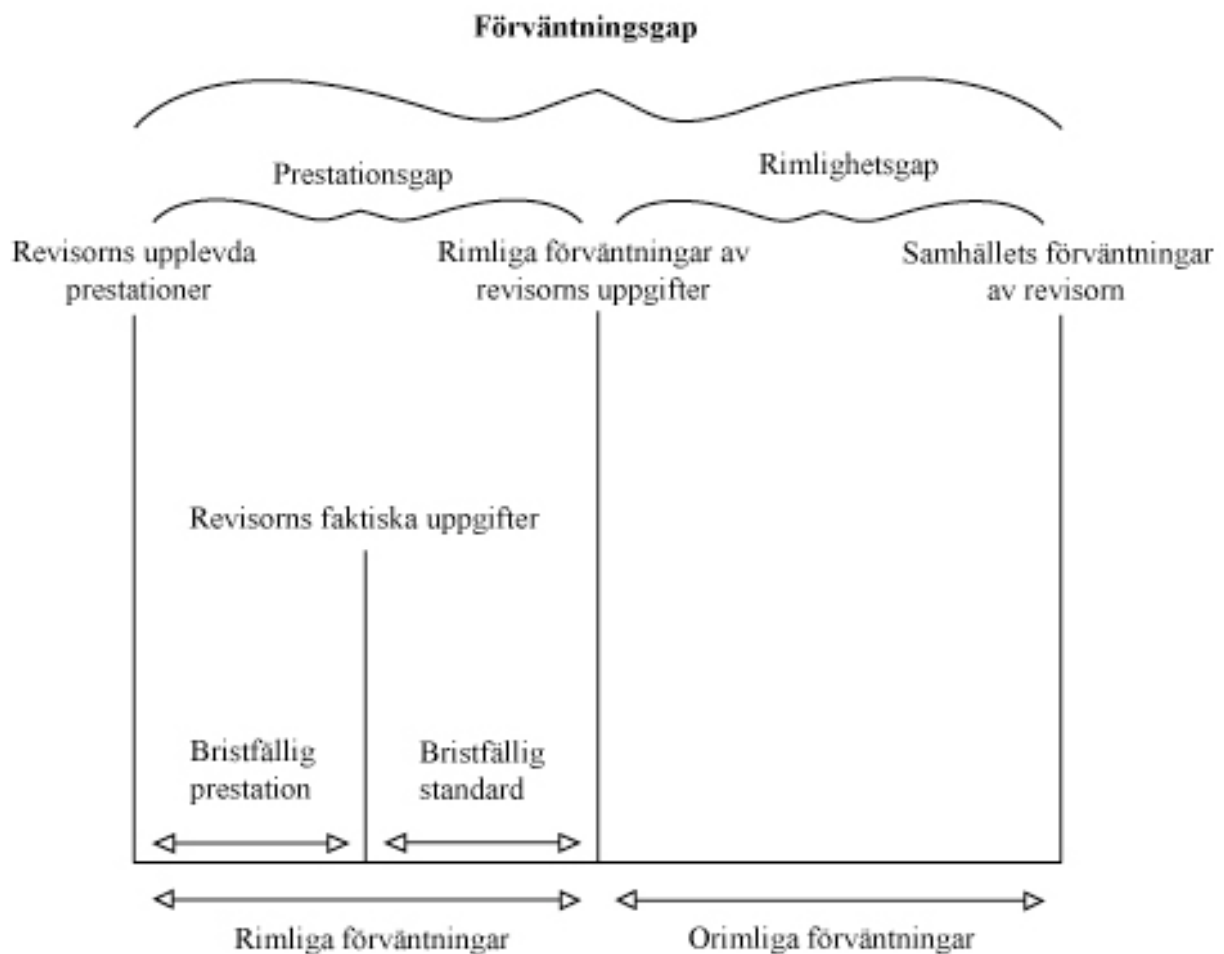 Förväntningsgap
Prestationsgap
Rimlighetsgap
Revisorns upplevda
prestationer
Rimliga förväntningar av
revisorns uppgifter
Samhällets förväntningar
av revisorn
Revisorns faktiska uppgifter
Bristfällig
prestation
Bristfällig
standard
Rimliga förväntningar
Orimliga förväntningar